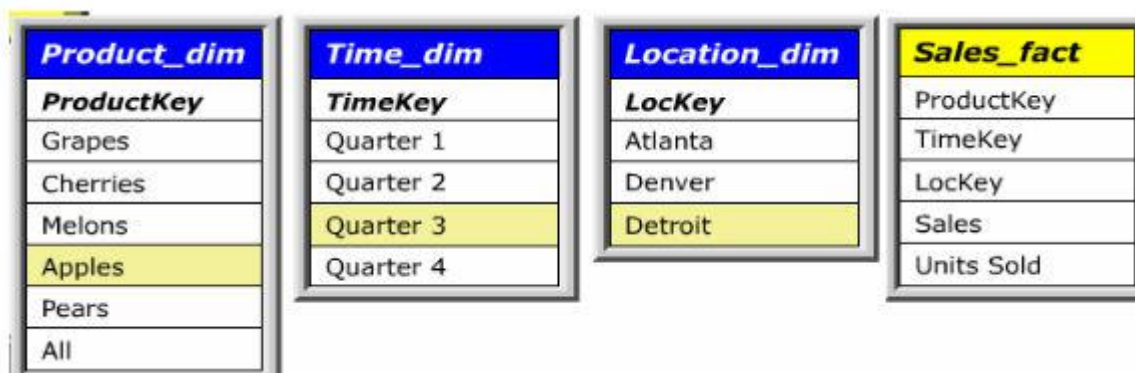 Product_dim
ProductKey
Grapes
Cherries
Melons
Apples
Pears
All
Time_dim
TimeKey
Quarter 1
Quarter 2
Quarter 3
Quarter 4
Location_dim
LocKey
Atlanta
Denver
Detroit
Sales_fact
ProductKey
TimeKey
LocKey
Sales
Units Sold